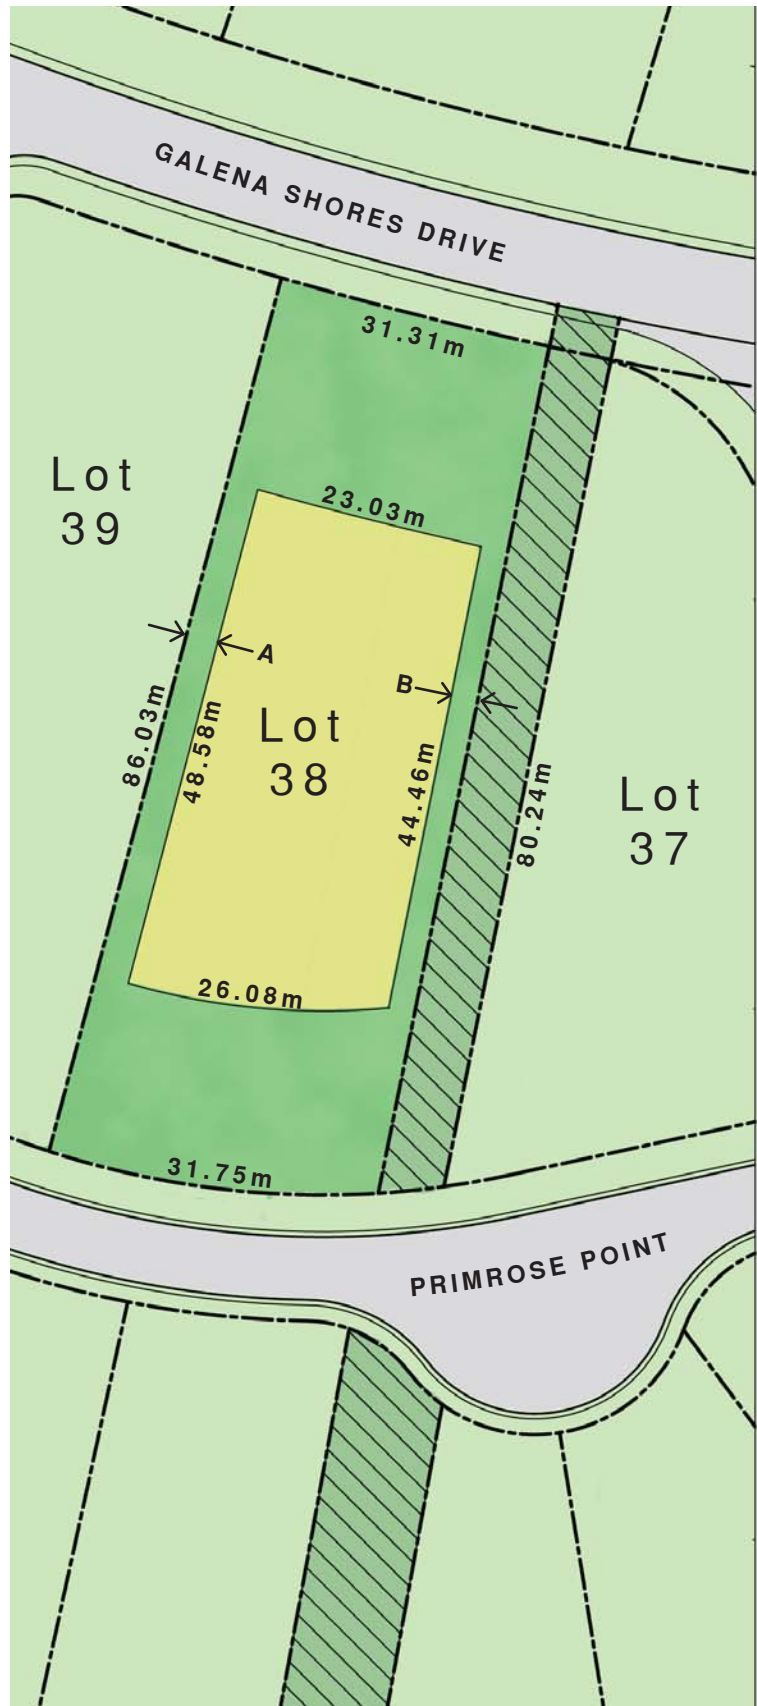 GALENA SHORES DRIVE
31.31m
Lot
39
23.03m
A
B
86.03m
48.58m
Lot
38
44.46m
80.24m
Lot
37
26.08m
31.75m
PRIMROSE POINT